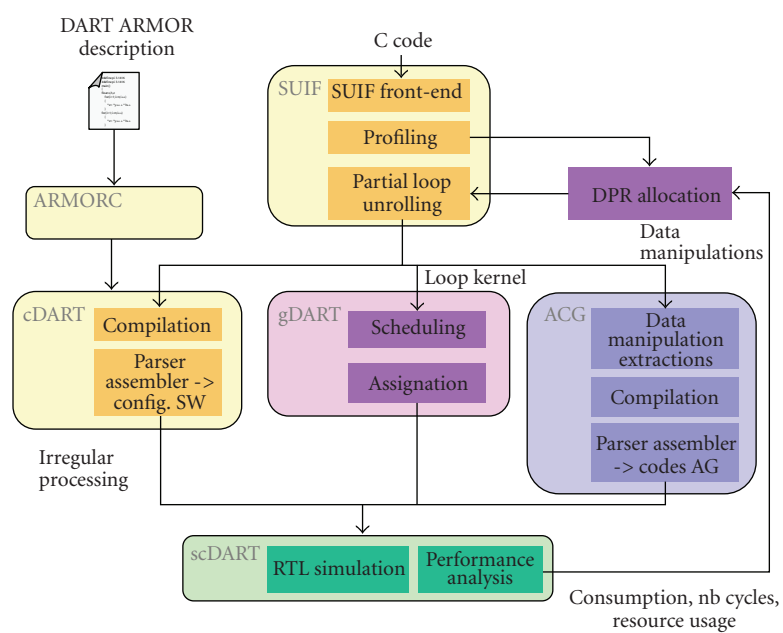 DART ARMOR
description
C code
SUIF
SUIF front-end
Profiling
Partial loop
unrolling
DPR allocation
ARMORC
Data
manipulations
Loop kernel
cDART
Compilation
Parser
assembler ->
config. SW
gDART
Scheduling
Assignation
ACG
Data
manipulation
extractions
Compilation
Parser assembler
-> codes AG
Irregular
processing
scDART
RTL simulation
Performance
analysis
Consumption, nb cycles,
resource usage